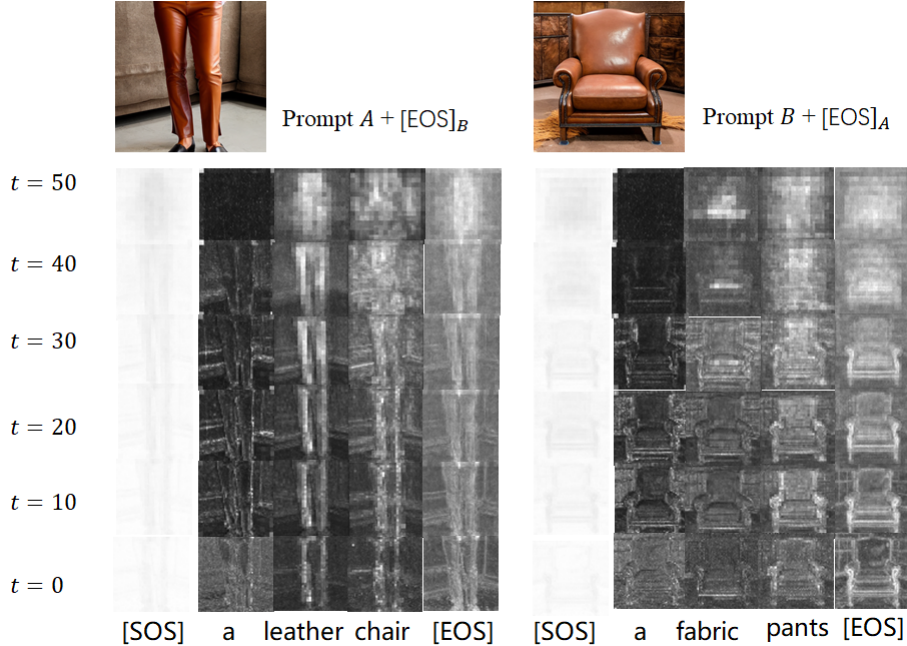 Prompt A + [EOS]B
Prompt B + [EOS]A
t = 50
t = 40
t = 30
t = 20
t = 10
t = 0
[SOS] a leather chair [EOS]
[SOS] a fabric pants [EOS]